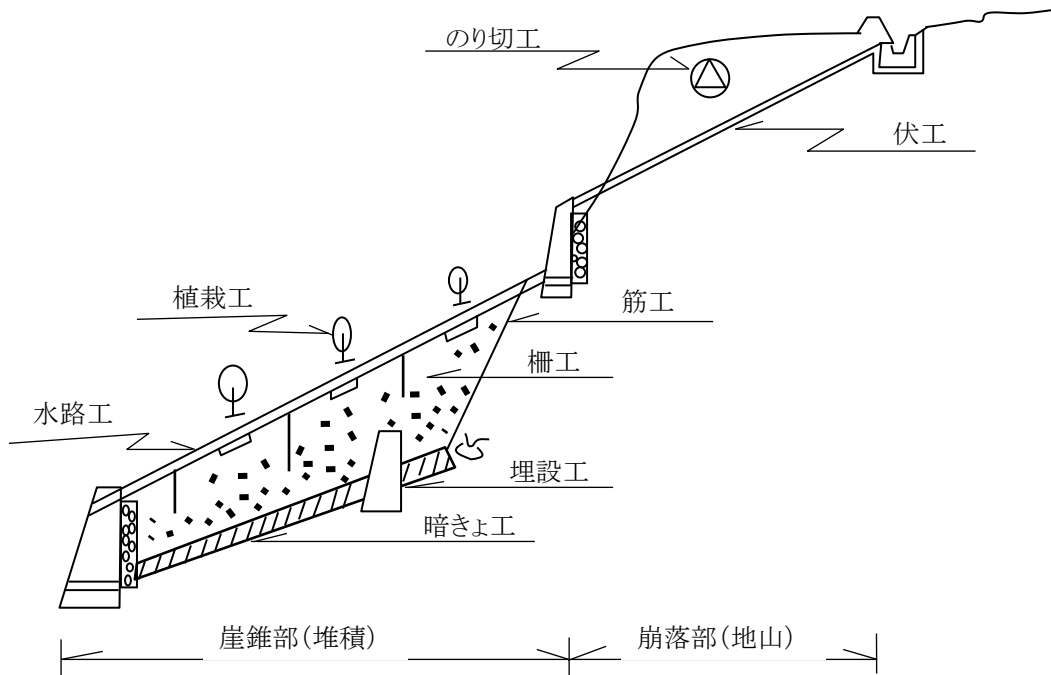 のり切工
伏工
植栽工
筋工
柵工
水路工
埋設工
暗きょ工
崖錐部(堆積)
崩落部(地山)